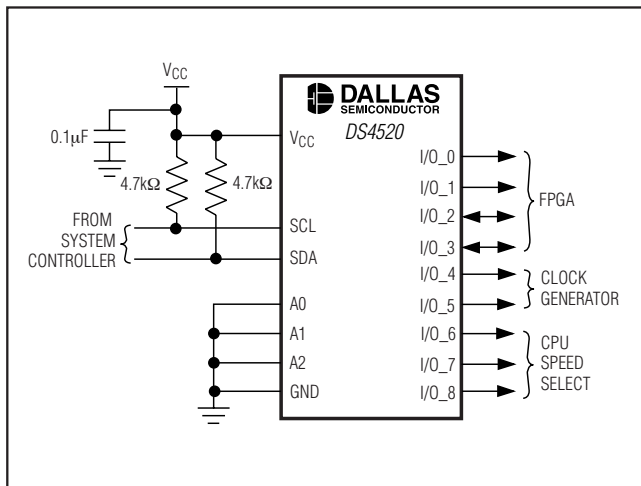 VCC
DALLAS
SEMICONDUCTOR
DS4520
0.1µF
VCC
4.7kΩ
4.7kΩ
FROM
SYSTEM
CONTROLLER
SCL
SDA
A0
A1
A2
GND
I/O_0
I/O_1
I/O_2
I/O_3
I/O_4
I/O_5
I/O_6
I/O_7
I/O_8
FPGA
CLOCK
GENERATOR
CPU
SPEED
SELECT